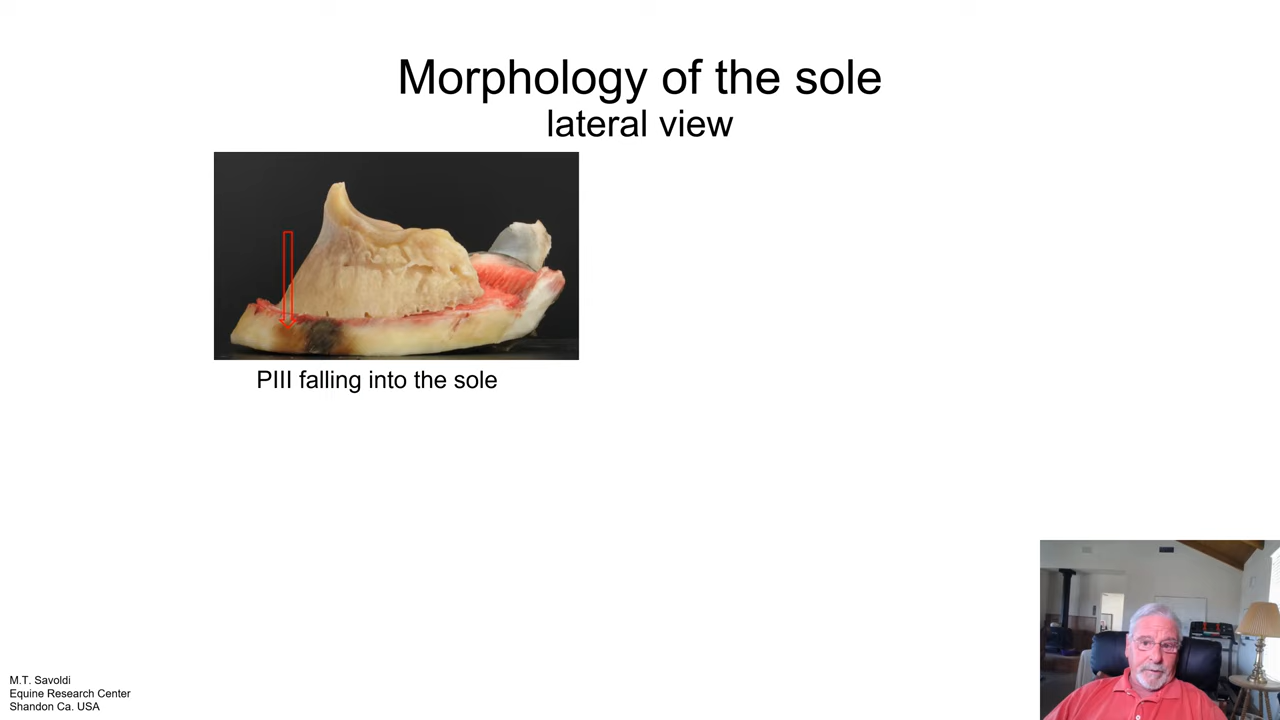 Morphology of the sole
lateral view
PIII falling into the sole
M.T. Savoldi
Equine Research Center
Shandon Ca. USA